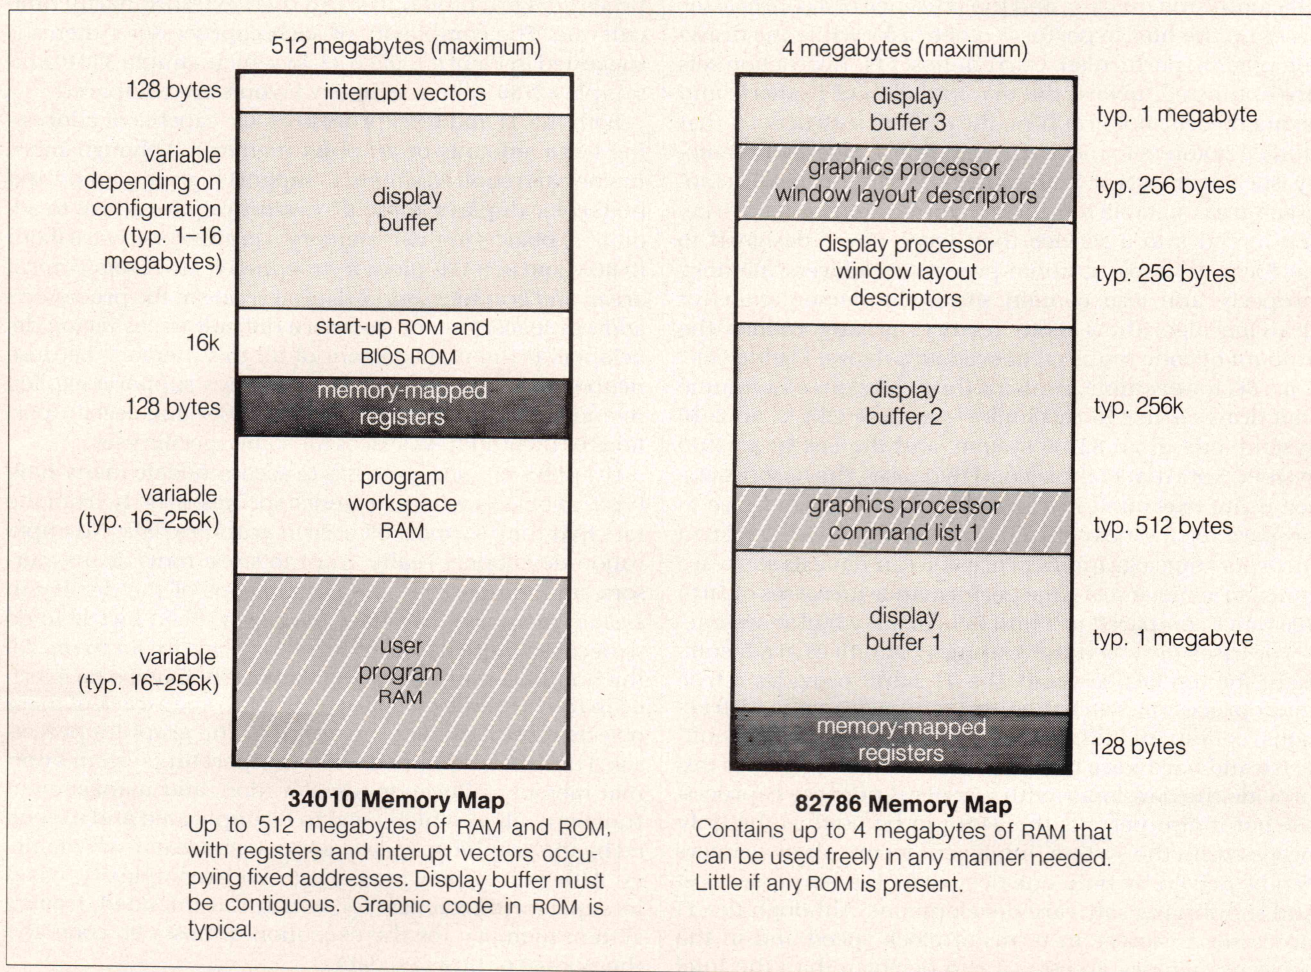 512 megabytes (maximum)
128 bytes
interrupt vectors
variable
depending on
configuration
(typ. 1–16
megabytes)
display
buffer
16k
start-up ROM and
BIOS ROM
128 bytes
memory-mapped
registers
variable
(typ. 16–256k)
program
workspace
RAM
variable
(typ. 16–256k)
user
program
RAM
34010 Memory Map
Up to 512 megabytes of RAM and ROM,
with registers and interupt vectors occu-
pying fixed addresses. Display buffer must
be contiguous. Graphic code in ROM is
typical.
4 megabytes (maximum)
display
buffer 3
typ. 1 megabyte
graphics processor
window layout descriptors
typ. 256 bytes
display processor
window layout
descriptors
typ. 256 bytes
display
buffer 2
typ. 256k
graphics processor
command list 1
typ. 512 bytes
display
buffer 1
typ. 1 megabyte
memory-mapped
registers
128 bytes
82786 Memory Map
Contains up to 4 megabytes of RAM that
can be used freely in any manner needed.
Little if any ROM is present.